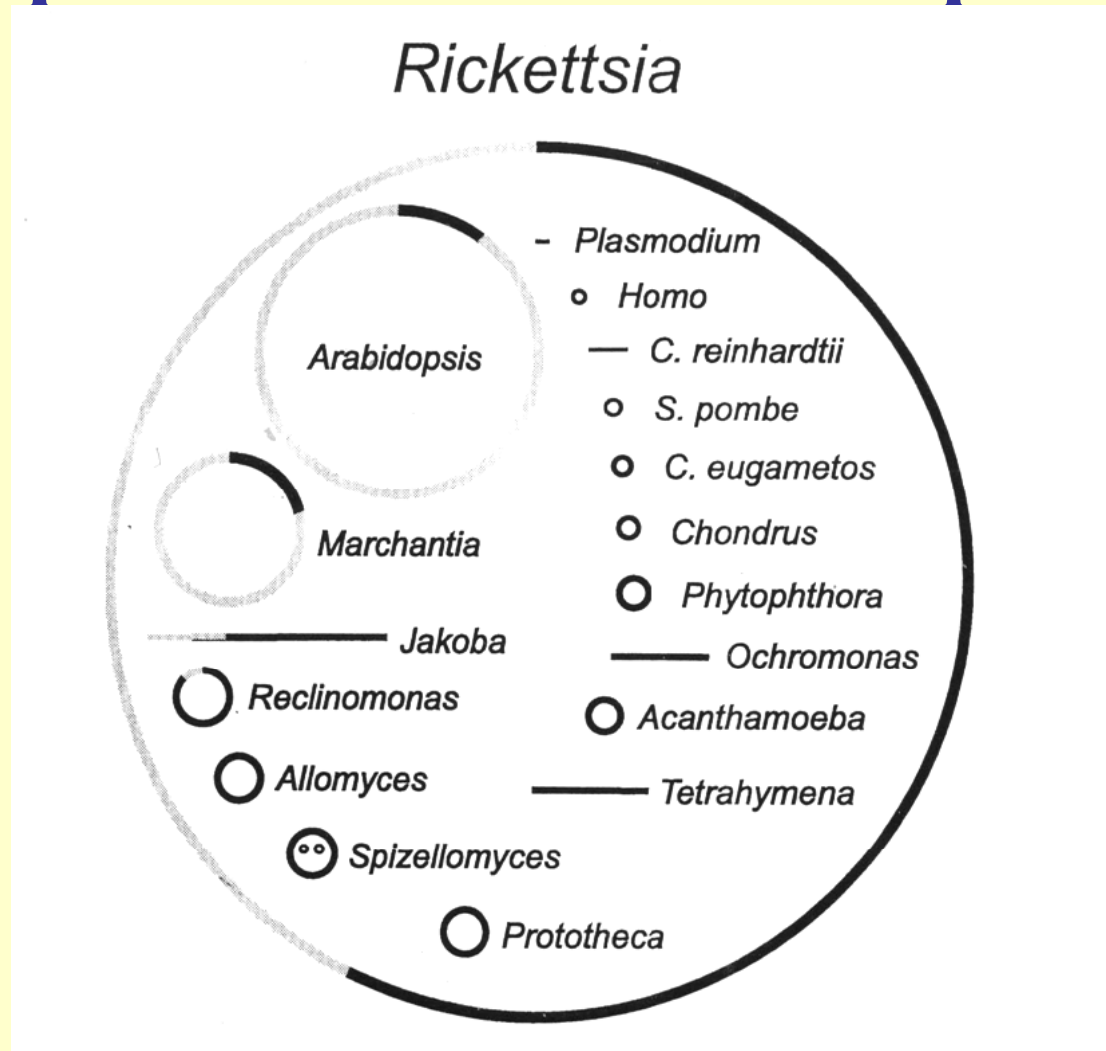 Rickettsia
Plasmodium
Homo
C. reinhardtii
Arabidopsis
S. pombe
C. eugametos
Chondrus
Marchantia
Phytophthora
Jakoba
Ochromonas
Reclinomonas
Acanthamoeba
Allomyces
Tetrahymena
Spizellomyces
Prototheca